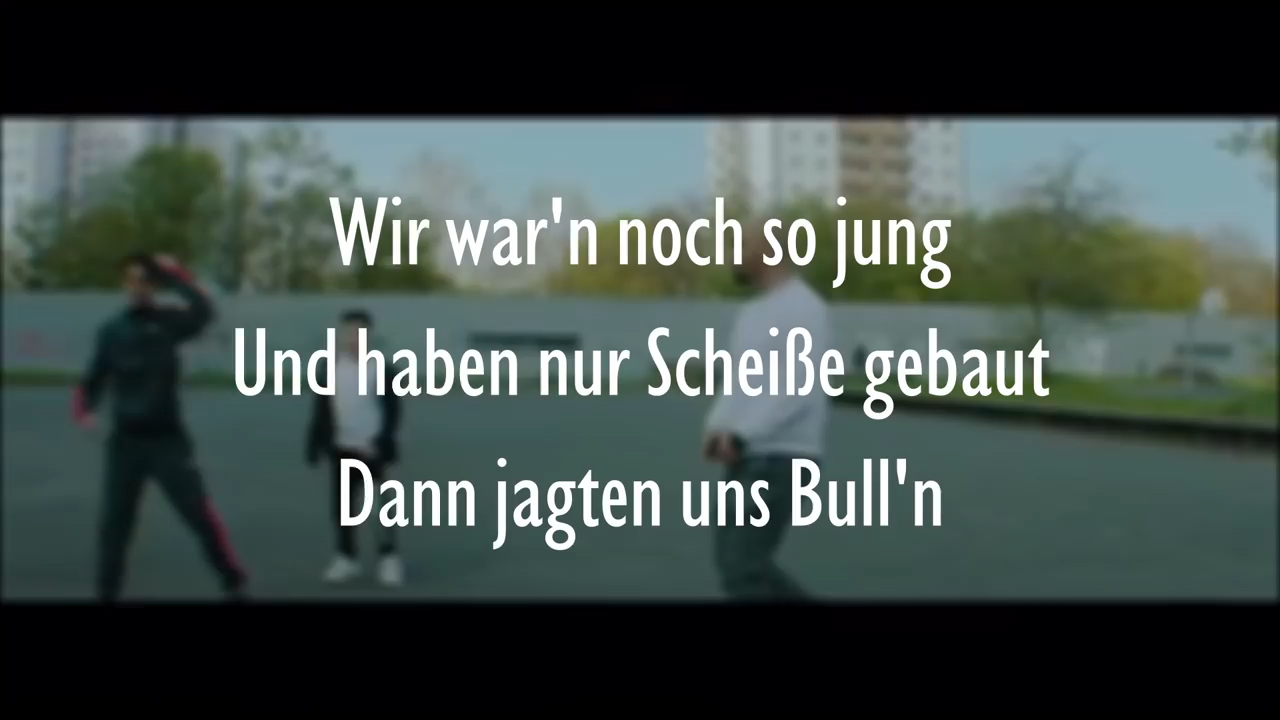 Wir war'n noch so jung
Und haben nur Scheiße gebaut
Dann jagten uns Bull'n